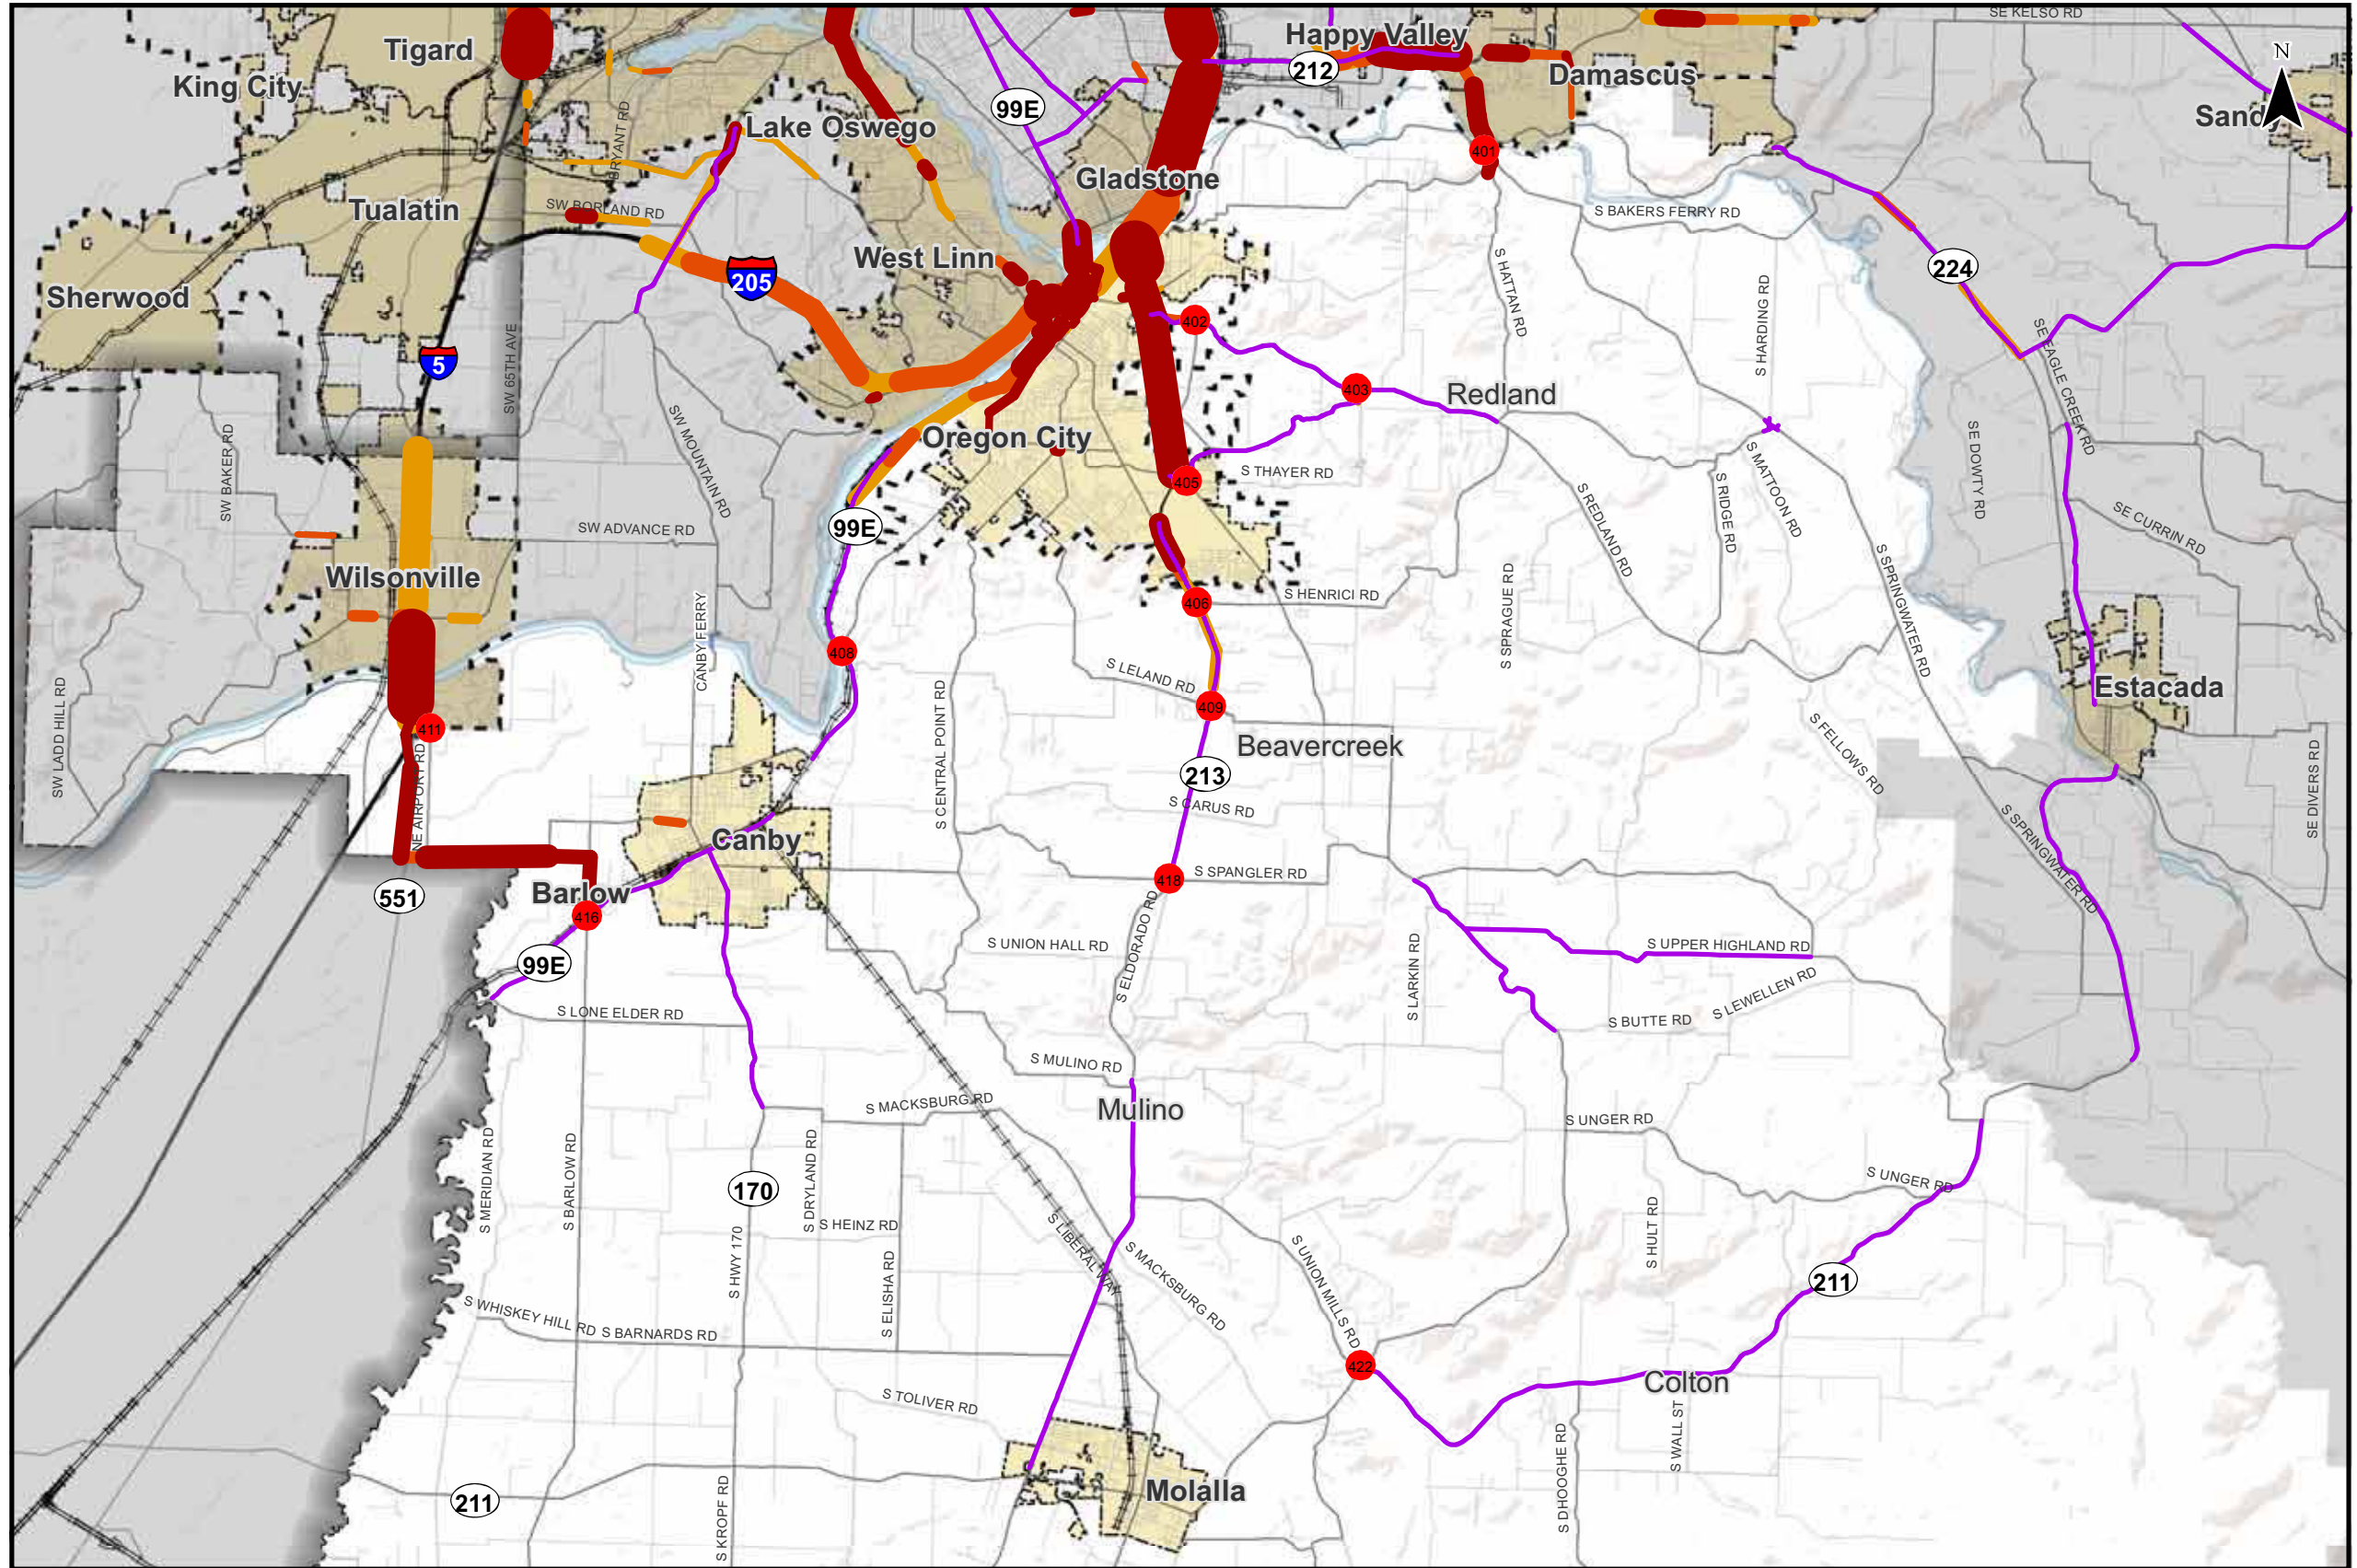 SE KELSO RD
Tigard
Happy Valley
N
212
Damascus
King City
99E
Sandy
BRYANT RD
Lake Oswego
401
Gladstone
Tualatin
SW BORLAND RD
S BAKERS FERRY RD
West Linn
224
205
S HATTAN RD
S HARDING RD
Sherwood
402
SE EAGLE CREEK RD
5
SW 65TH AVE
403
Redland
SW MOUNTAIN RD
Oregon City
SW BAKER RD
S THAYER RD
405
S MATTOON RD
SE DOWTY RD
S RIDGE RD
S REDLAND RD
SW ADVANCE RD
99E
SE CURRIN RD
Wilsonville
S SPRINGWATER RD
406
S HENRICI RD
S SPRAGUE RD
CANBY FERRY
408
S LELAND RD
Estacada
SW LADD HILL RD
409
411
S CENTRAL POINT RD
Beavercreek
S FELLOWS RD
NE AIRPORT RD
213
SE DIVERS RD
S CARUS RD
Canby
S SPRINGWATER RD
418
S SPANGLER RD
551
Barlow
416
S ELDORADO RD
S UNION HALL RD
S UPPER HIGHLAND RD
99E
S LARKIN RD
S LEWELLEN RD
S LONE ELDER RD
S BUTTE RD
S MULINO RD
S MACKSBURG RD
Mulino
S UNGER RD
S MERIDIAN RD
S BARLOW RD
S DRYLAND RD
170
S UNGER RD
S HEINZ RD
S HULT RD
S LIBERAL WAY
S MACKSBURG RD
S UNION MILLS RD
S HWY 170
S ELISHA RD
211
S WHISKEY HILL RD
S BARNARDS RD
422
Colton
S TOLIVER RD
S WALL ST
S DHOOGHE RD
Molalla
211
S KROPF RD